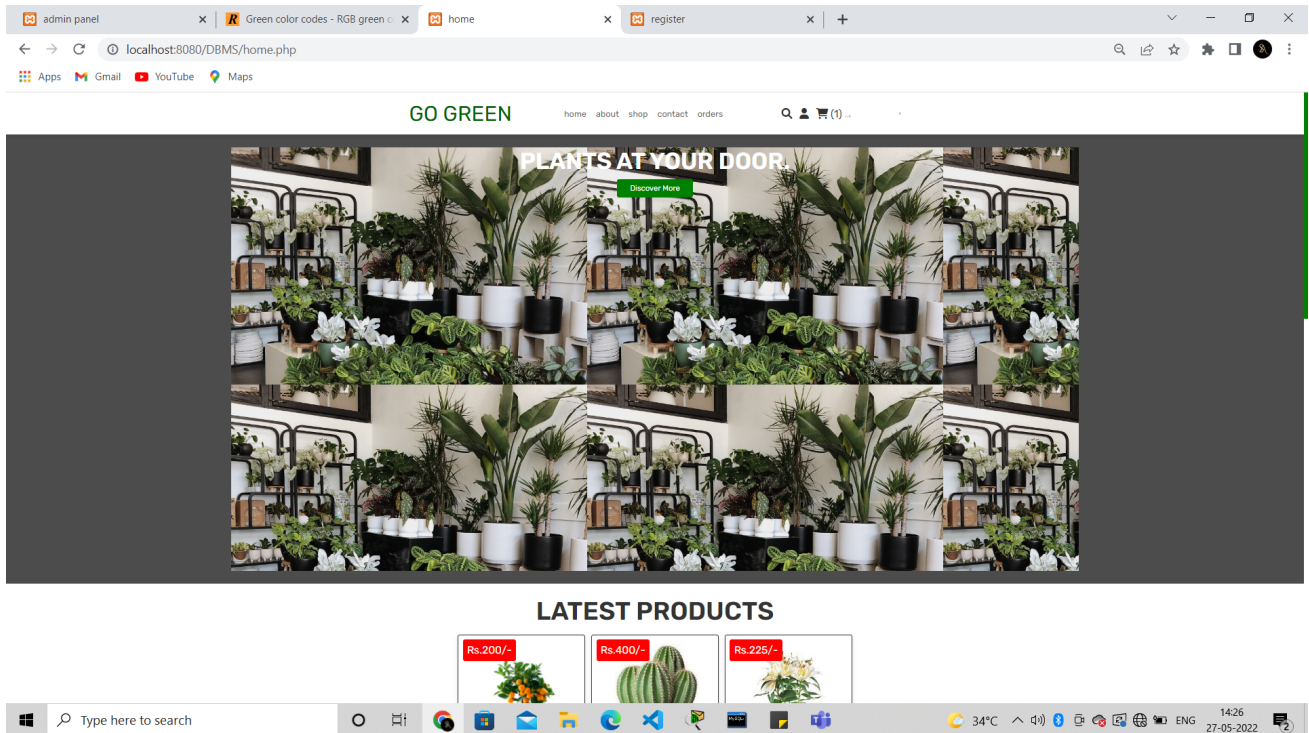 admin panel
Green color codes - RGB green c
home
register
localhost:8080/DBMS/home.php
Apps Gmail YouTube Maps
GO GREEN
home about shop contact orders
(1)
PLANTS AT YOUR DOOR.
Discover More
LATEST PRODUCTS
Rs.200/- Rs.400/- Rs.225/-
Type here to search
34°C ENG
14:26
27-05-2022
2